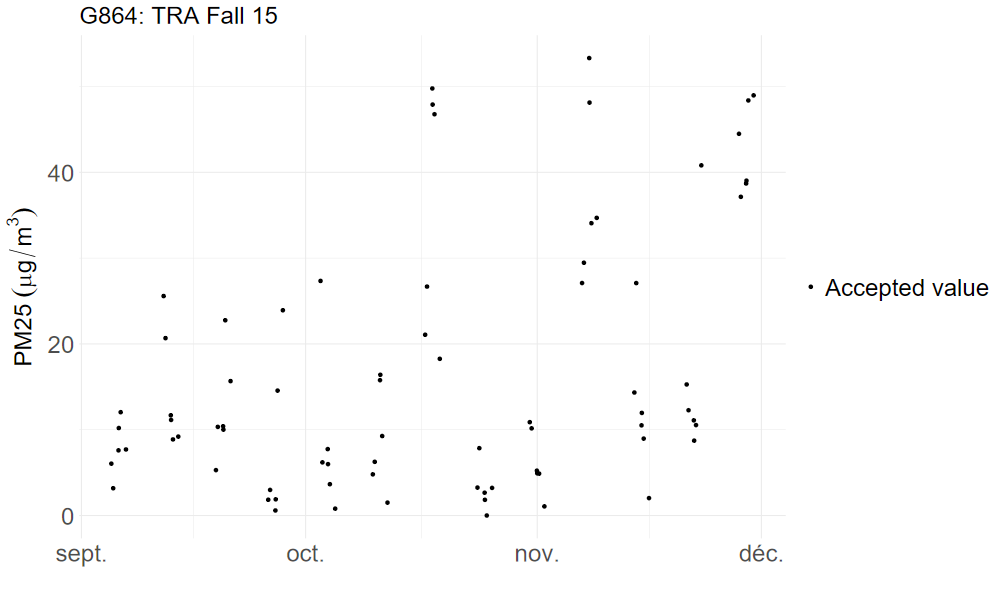 G864: TRA Fall 15
PM25 (μg/m³)
40
20
0
sept.
oct.
nov.
déc.
Accepted value